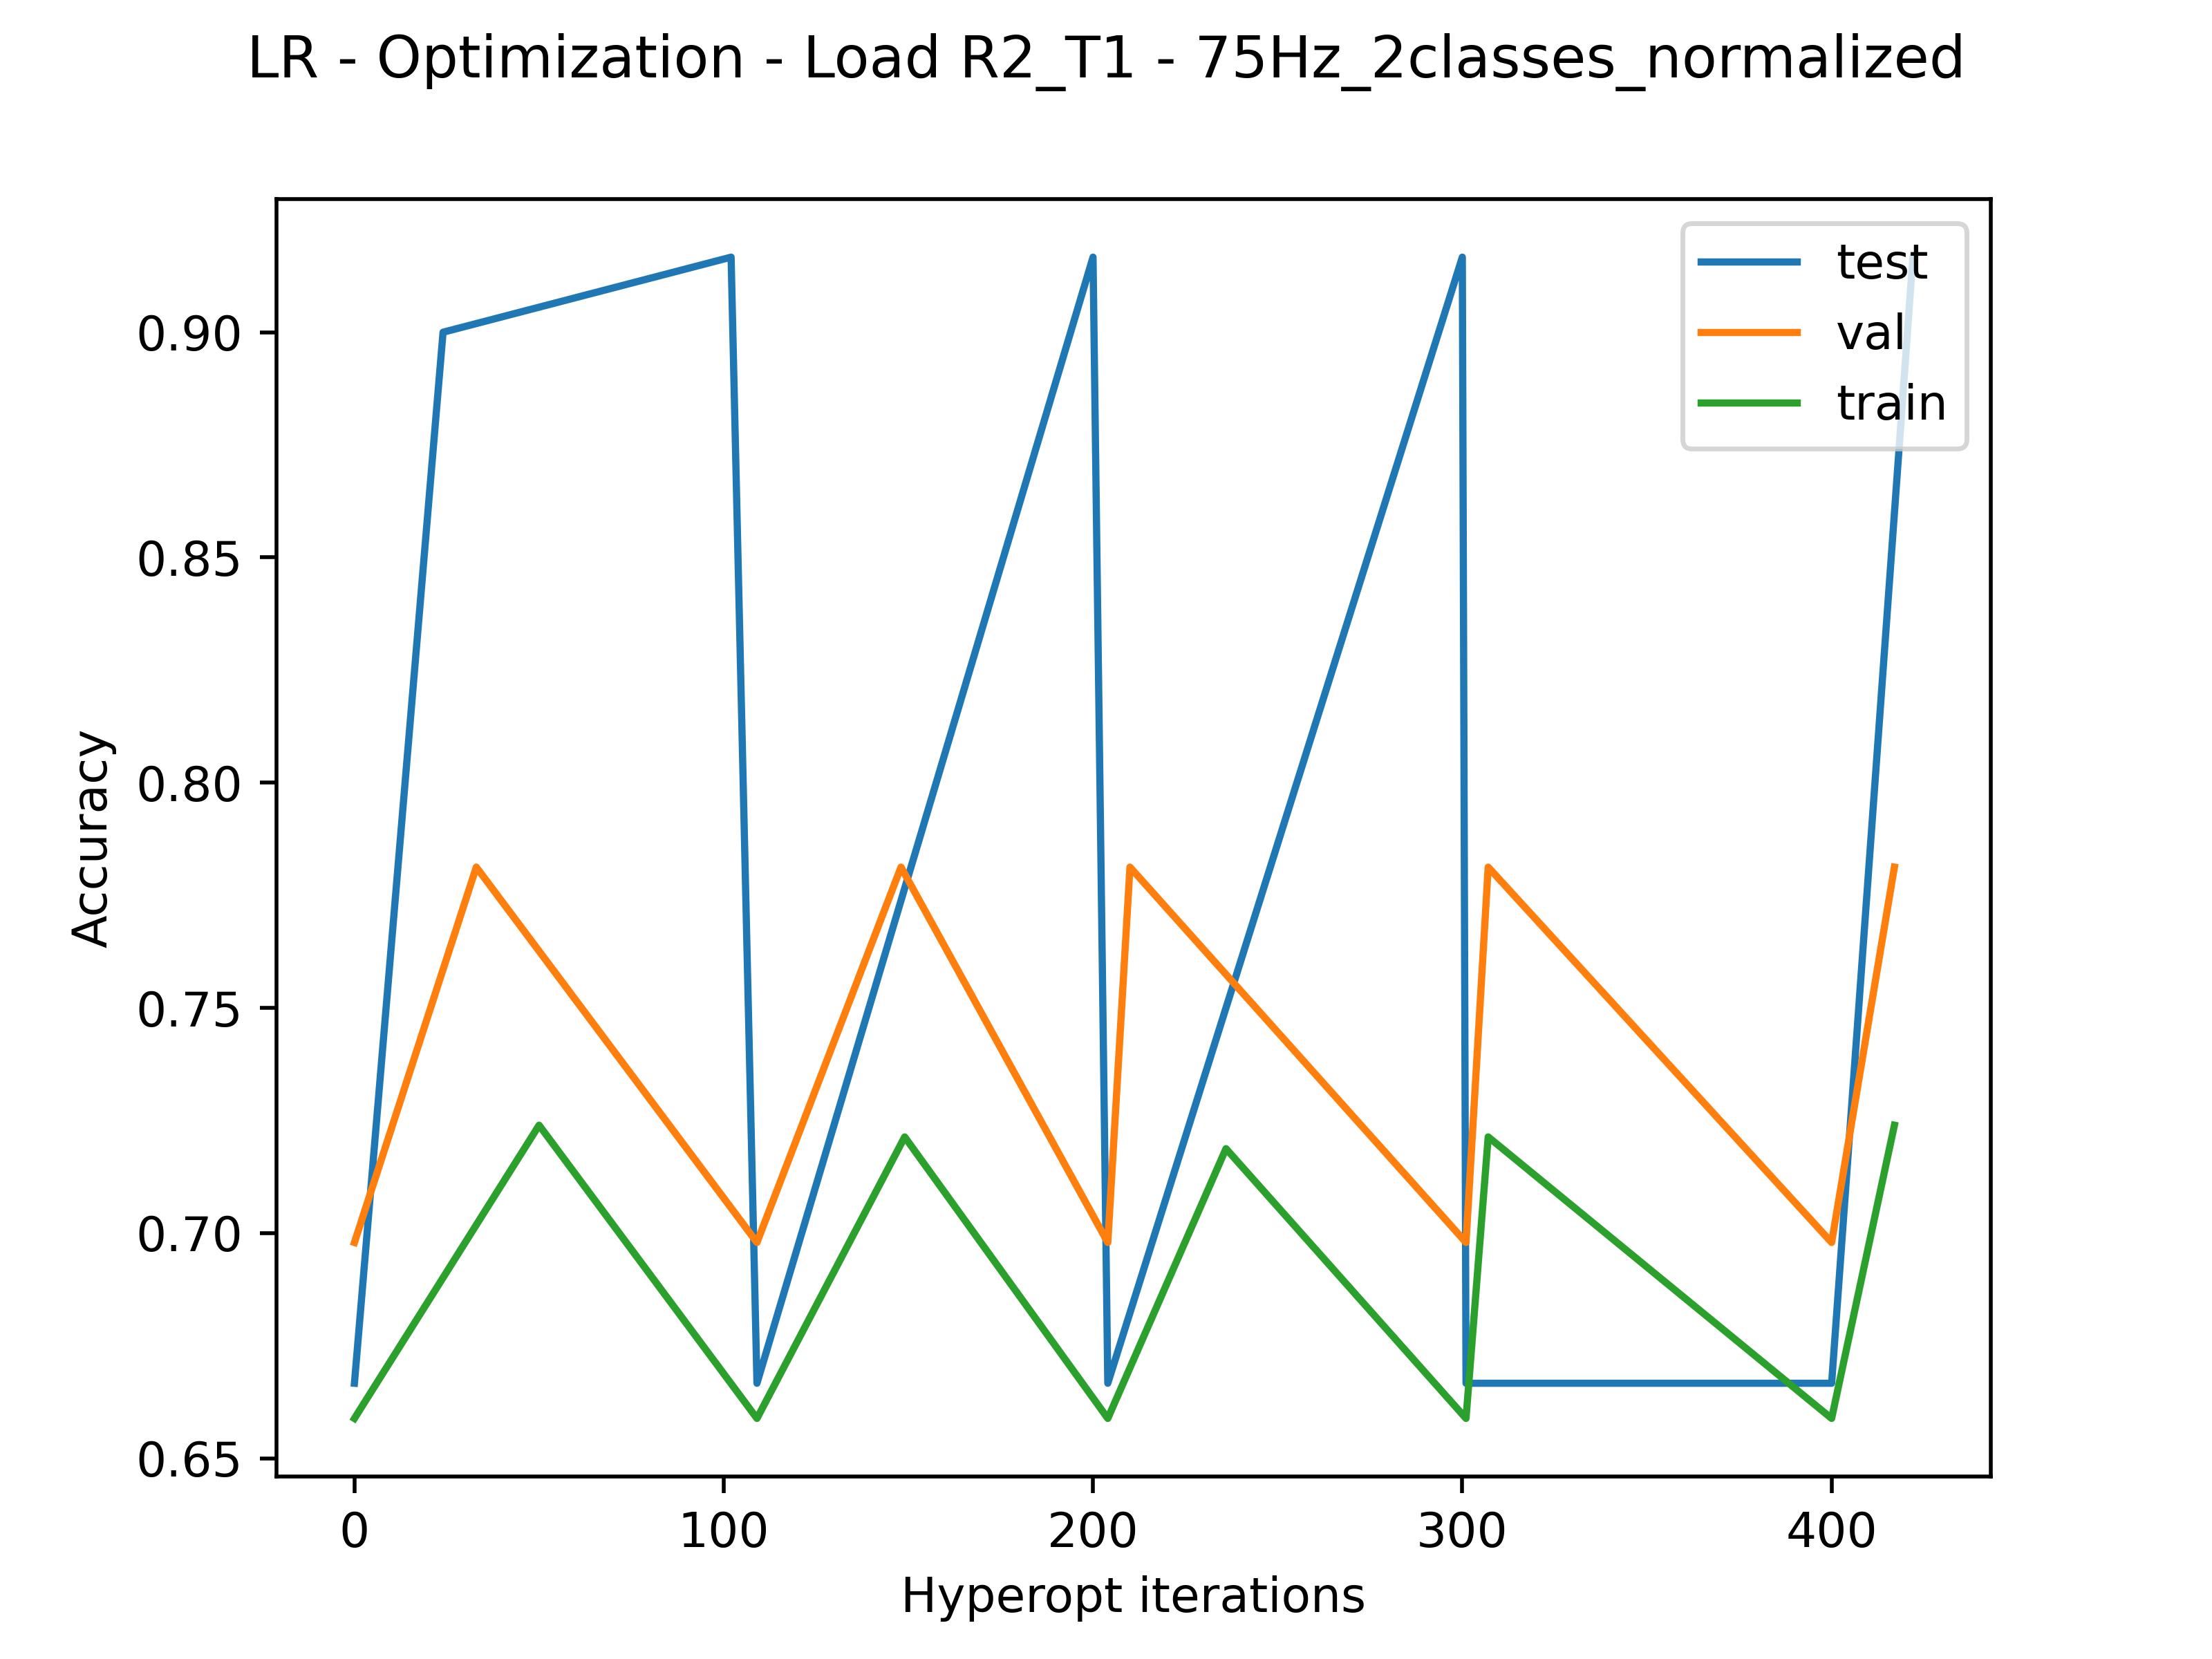 LR - Optimization - Load R2_T1 - 75Hz_2classes_normalized
test
val
train
0.90
0.85
0.80
0.75
0.70
0.65
Accuracy
0 100 200 300 400
Hyperopt iterations